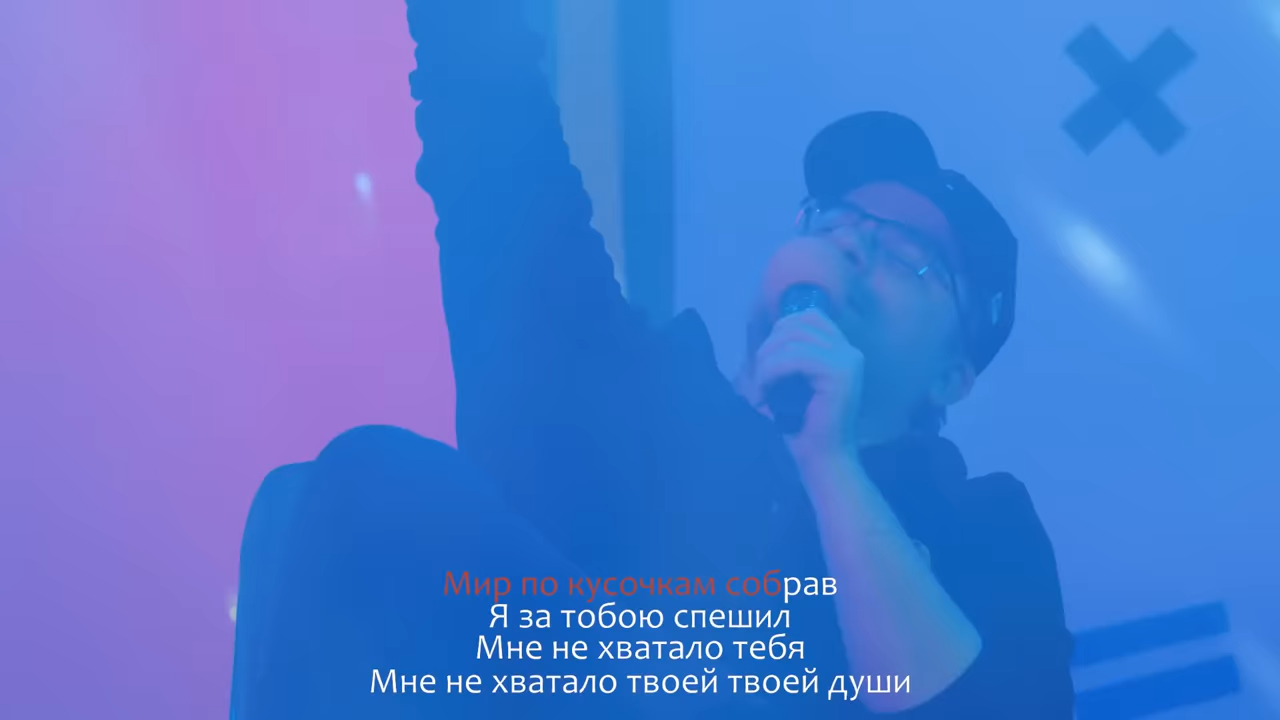 Мир по кусочкам собрав
Я за тобою спешил
Мне не хватало тебя
Мне не хватало твоей твоей души